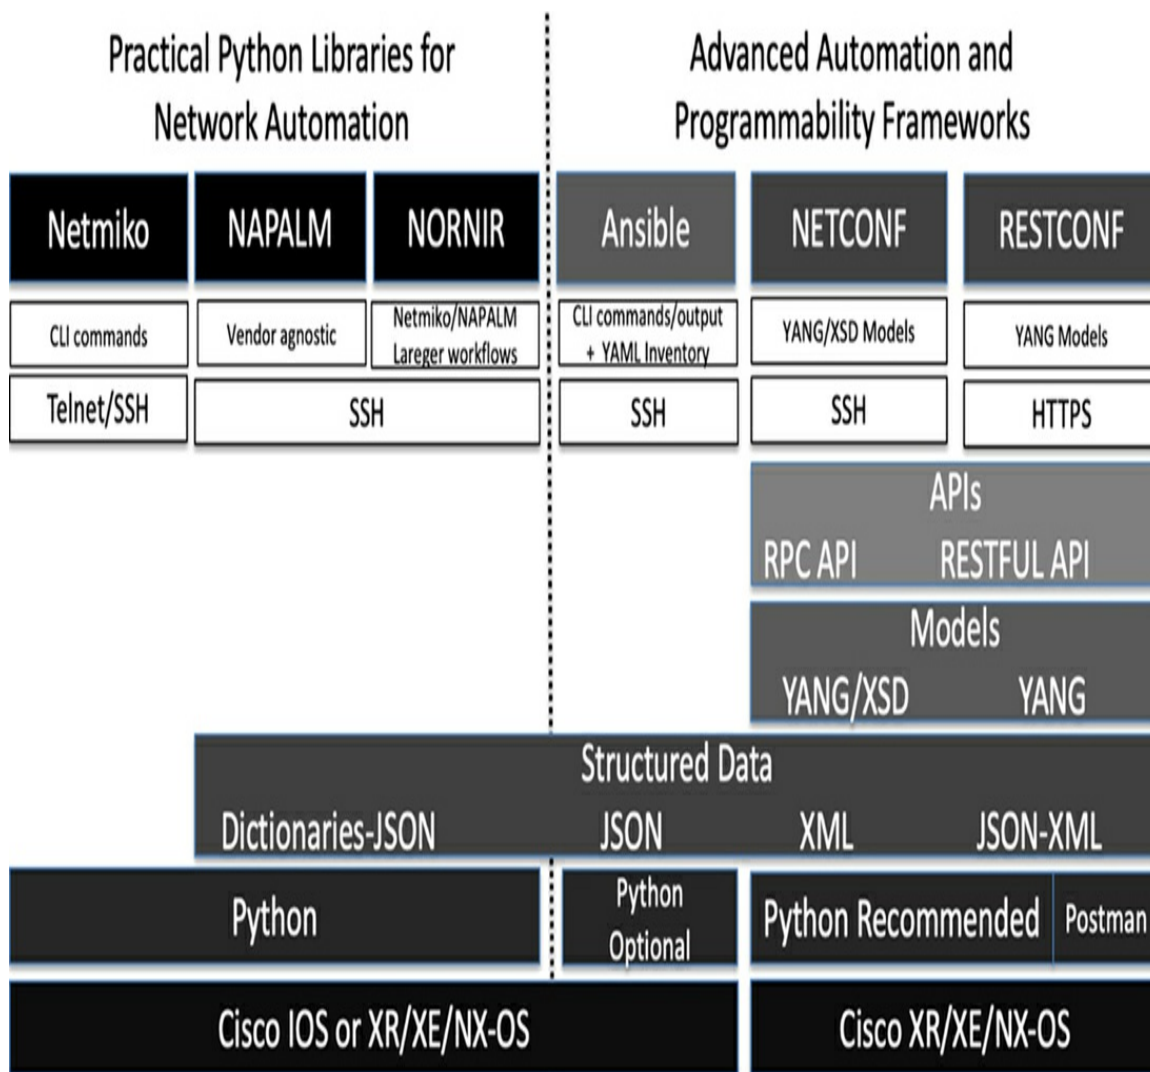 Practical Python Libraries for
Network Automation
Advanced Automation and
Programmability Frameworks
Netmiko
NAPALM
NORNIR
Ansible
NETCONF
RESTCONF
CLI commands
Vendor agnostic
Netmiko/NAPALM
Lareger workflows
CLI commands/output
+ YAML Inventory
YANG/XSD Models
YANG Models
Telnet/SSH
SSH
SSH
SSH
HTTPS
APIs
RPC API
RESTFUL API
Models
YANG/XSD
YANG
Structured Data
Dictionaries-JSON
JSON
XML
JSON-XML
Python
Python
Optional
Python Recommended
Postman
Cisco IOS or XR/XE/NX-OS
Cisco XR/XE/NX-OS